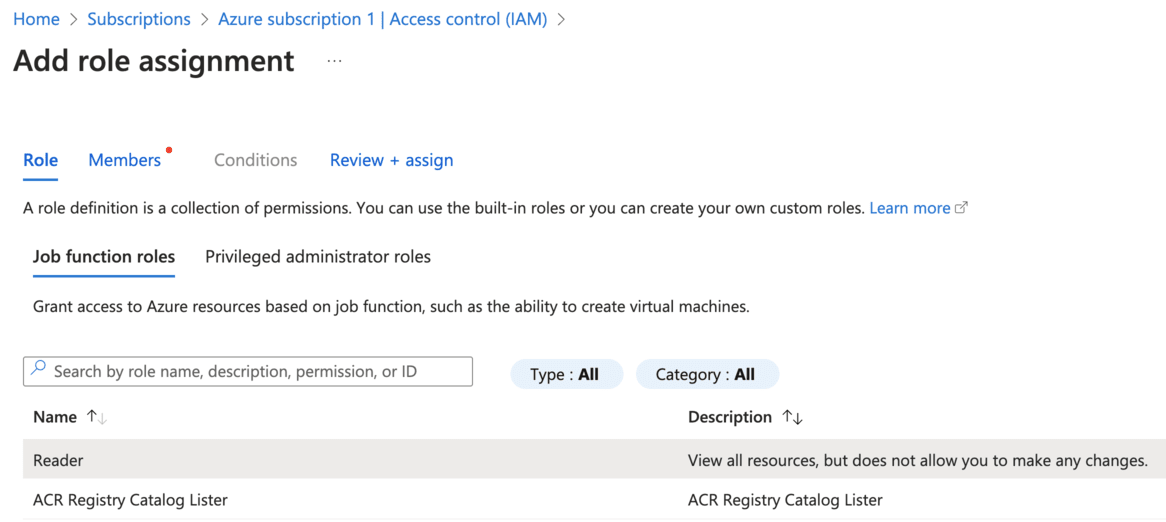 Home > Subscriptions > Azure subscription 1 | Access control (IAM) >
Add role assignment ...
Role Members Conditions Review + assign
A role definition is a collection of permissions. You can use the built-in roles or you can create your own custom roles. Learn more
Job function roles Privileged administrator roles
Grant access to Azure resources based on job function, such as the ability to create virtual machines.
Search by role name, description, permission, or ID Type : All Category : All
Name ↑↓ Description ↑↓
Reader View all resources, but does not allow you to make any changes.
ACR Registry Catalog Lister ACR Registry Catalog Lister